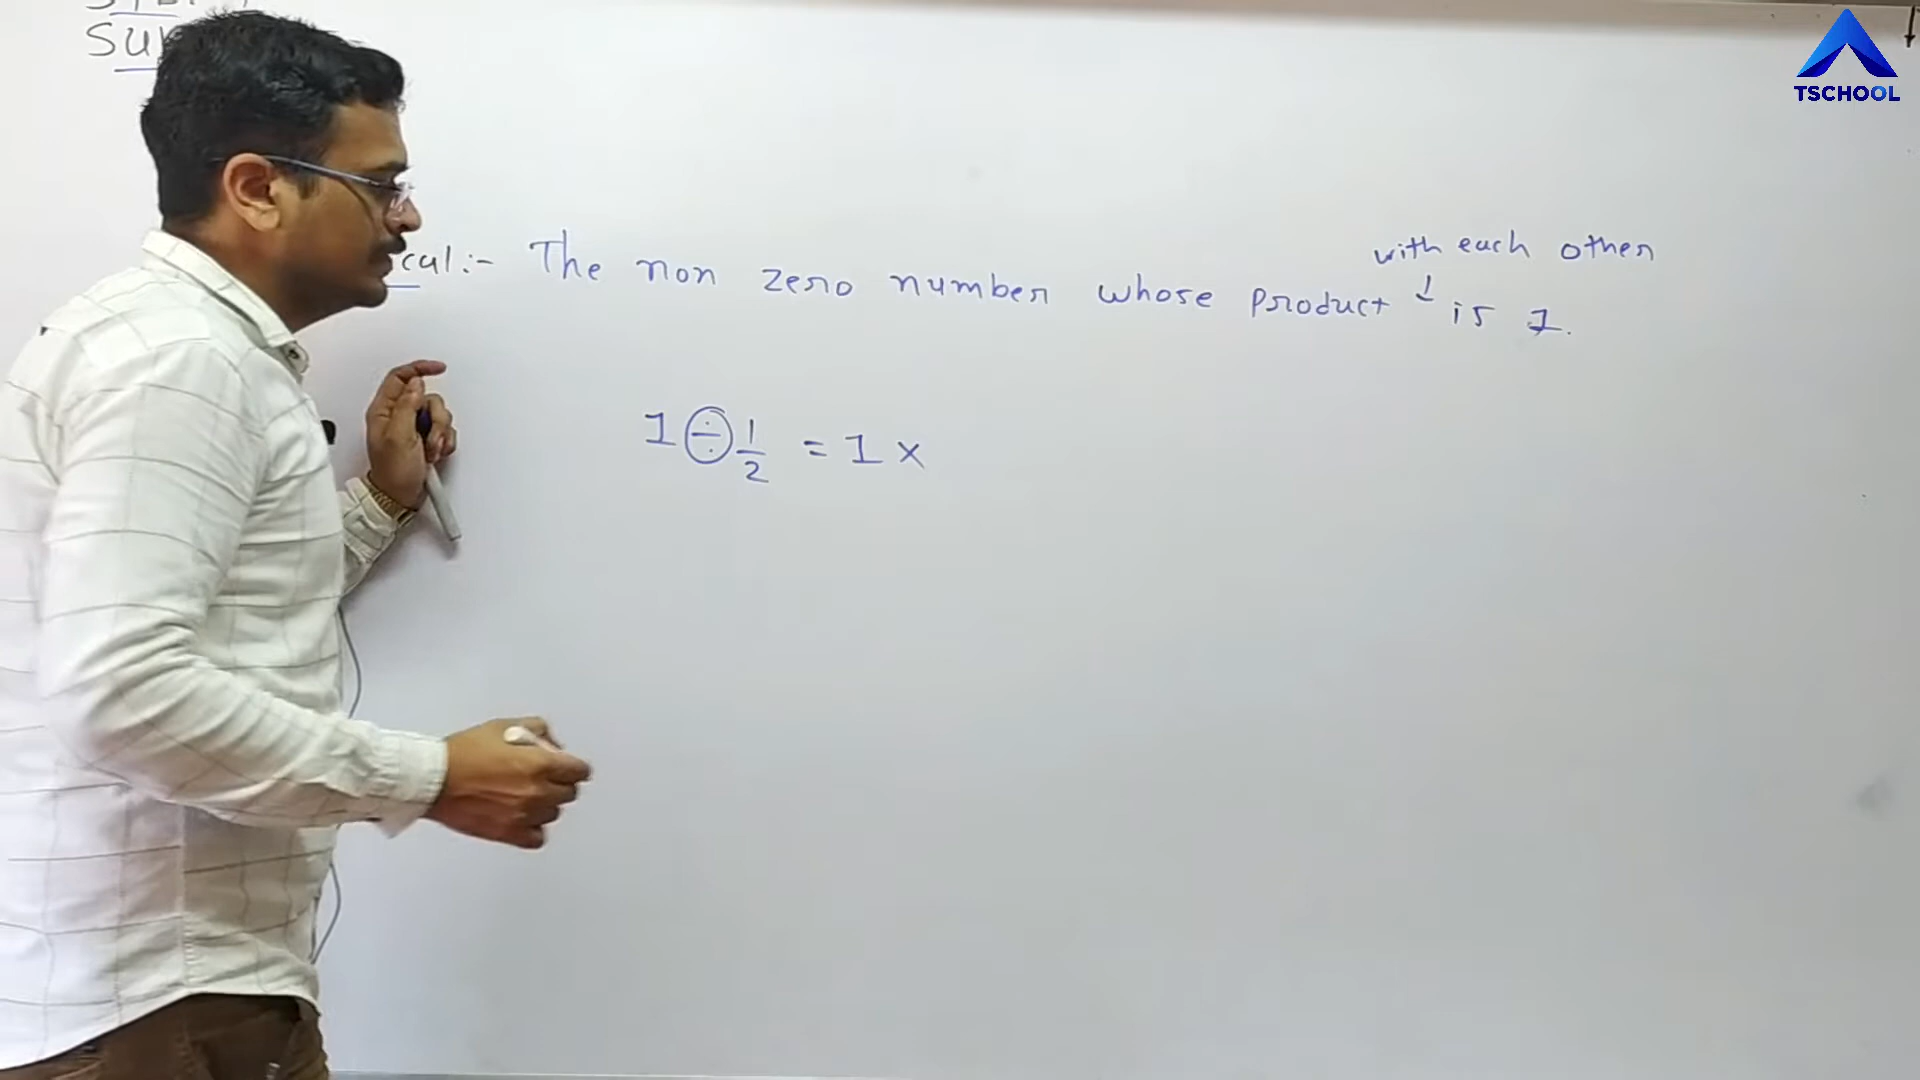 TSCHOOL
with each other
cal:- The non zero number whose product ↓ is 1.
1 ÷ 1/2 = 1 ×